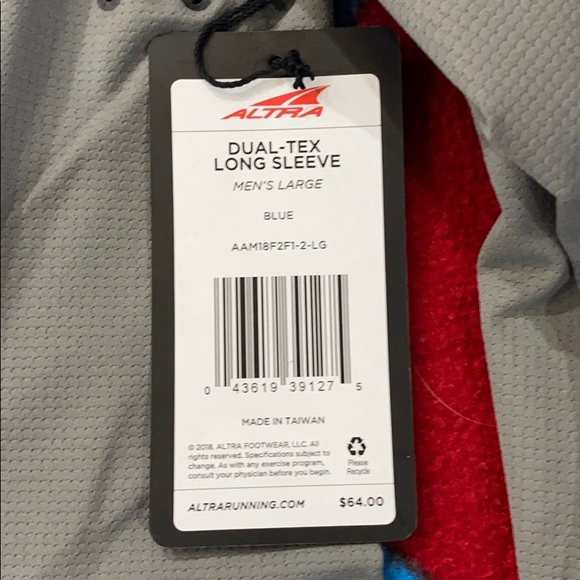 ALTRA
DUAL-TEX
LONG SLEEVE
MEN'S LARGE
BLUE
AAM18F2F1-2-LG
0 43619 39127 5
MADE IN TAIWAN
© 2018, ALTRA FOOTWEAR, LLC. All
rights reserved. Specifications subject to
change. As with any exercise program,
consult your physician before you begin.
Please
Recycle
ALTRARUNNING.COM $64.00